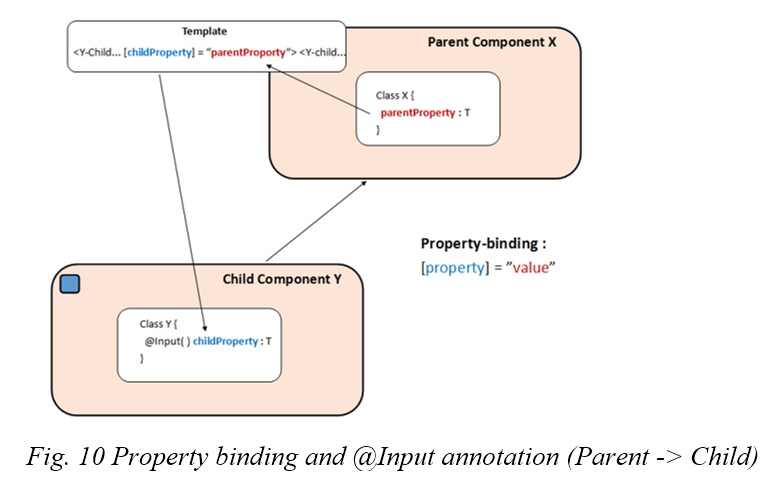 Template
<Y-Child... [childProperty] = "parentProporty"> <Y-child...
Parent Component X
Class X {
parentProperty : T
}
Property-binding :
[property] = "value"
Child Component Y
Class Y {
@Input( ) childProperty : T
}
Fig. 10 Property binding and @Input annotation (Parent -> Child)